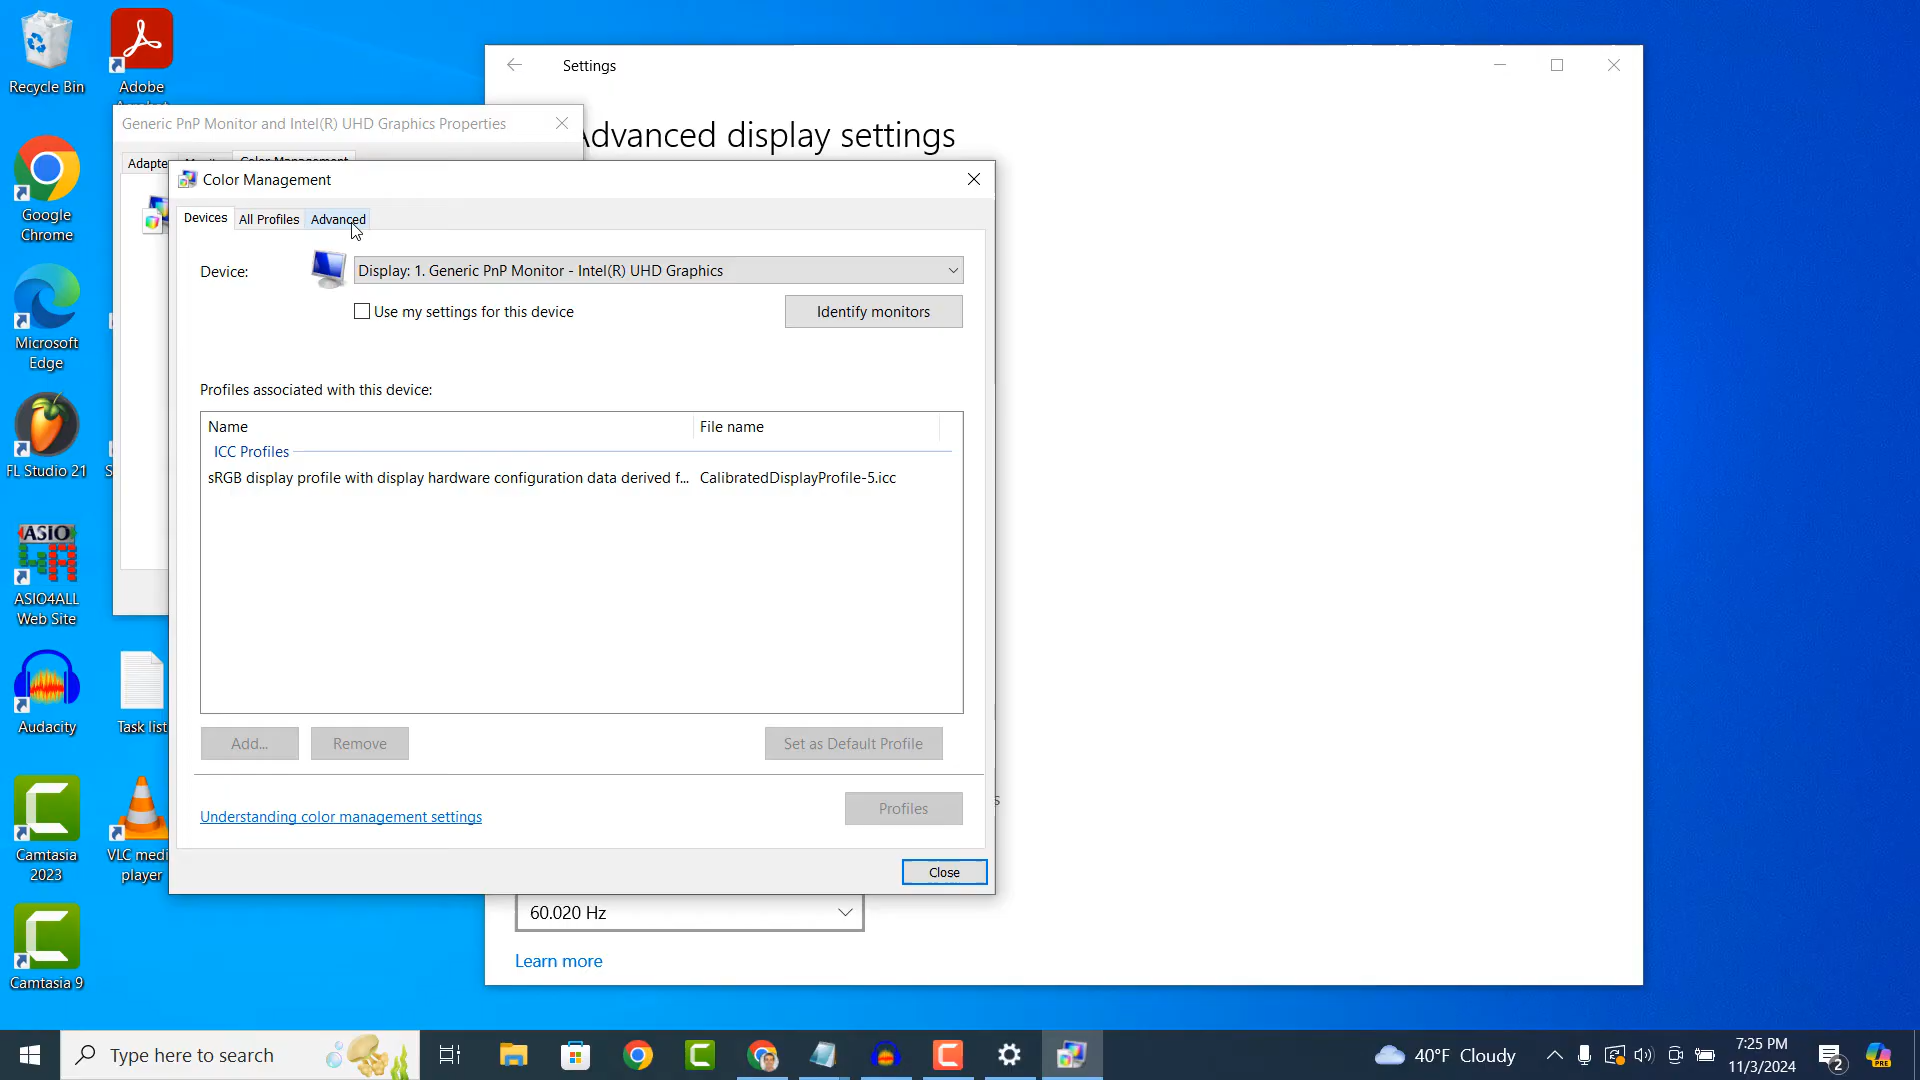 Recycle Bin
Adobe
Google
Chrome
Microsoft
Edge
FL Studio 21
ASIO
ASIO4ALL
Web Site
Audacity
Task list
Camtasia
2023
VLC medi
player
Camtasia 9
Settings
Advanced display settings
Generic PnP Monitor and Intel(R) UHD Graphics Properties
Adapte
Color Management
Color Management
Devices
All Profiles
Advanced
Device:
Display: 1. Generic PnP Monitor - Intel(R) UHD Graphics
Use my settings for this device
Identify monitors
Profiles associated with this device:
Name
File name
ICC Profiles
sRGB display profile with display hardware configuration data derived f...
CalibratedDisplayProfile-5.icc
Add...
Remove
Set as Default Profile
Understanding color management settings
Profiles
Close
60.020 Hz
Learn more
Type here to search
40°F Cloudy
7:25 PM
11/3/2024
2
PRE